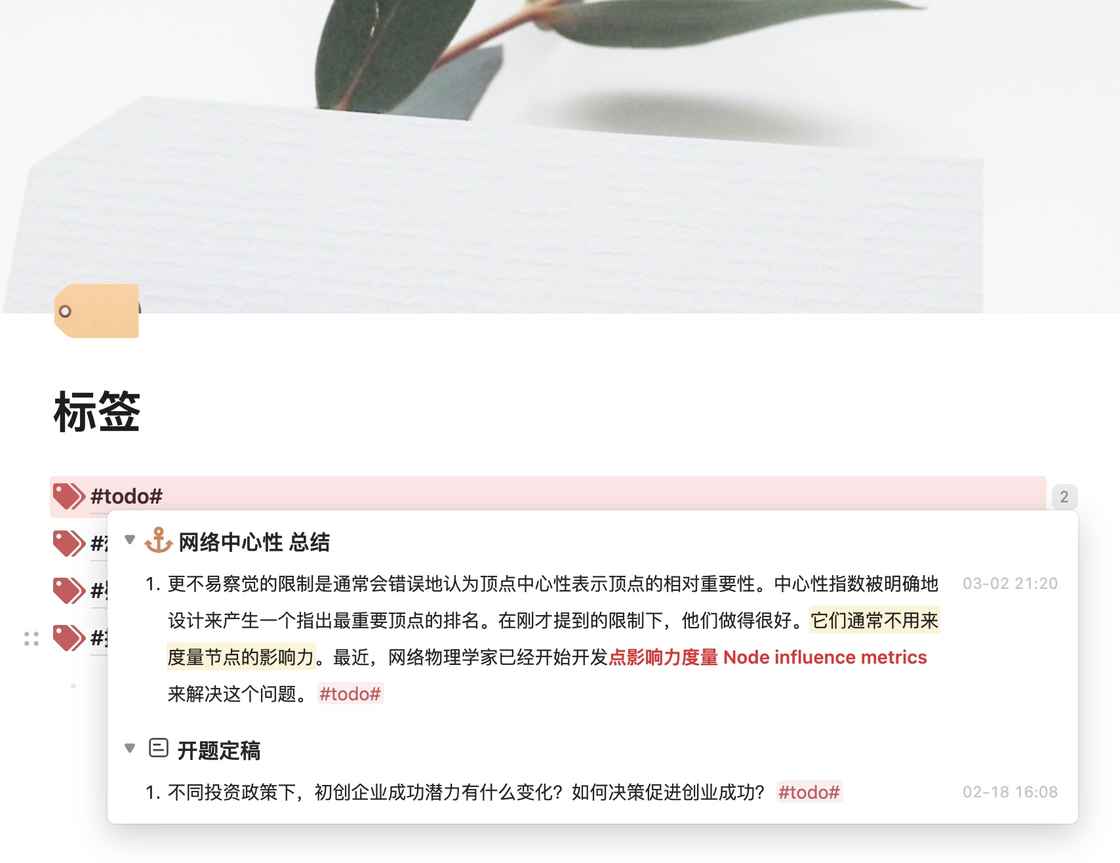 标签
#todo#
2
网络中心性 总结
1. 更不易察觉的限制是通常会错误地认为顶点中心性表示顶点的相对重要性。中心性指数被明确地 03-02 21:20
设计来产生一个指出最重要顶点的排名。在刚才提到的限制下，他们做得很好。它们通常不用来
度量节点的影响力。最近，网络物理学家已经开始开发点影响力度量 Node influence metrics
来解决这个问题。 #todo#
开题定稿
1. 不同投资政策下，初创企业成功潜力有什么变化？如何决策促进创业成功？ #todo# 02-18 16:08